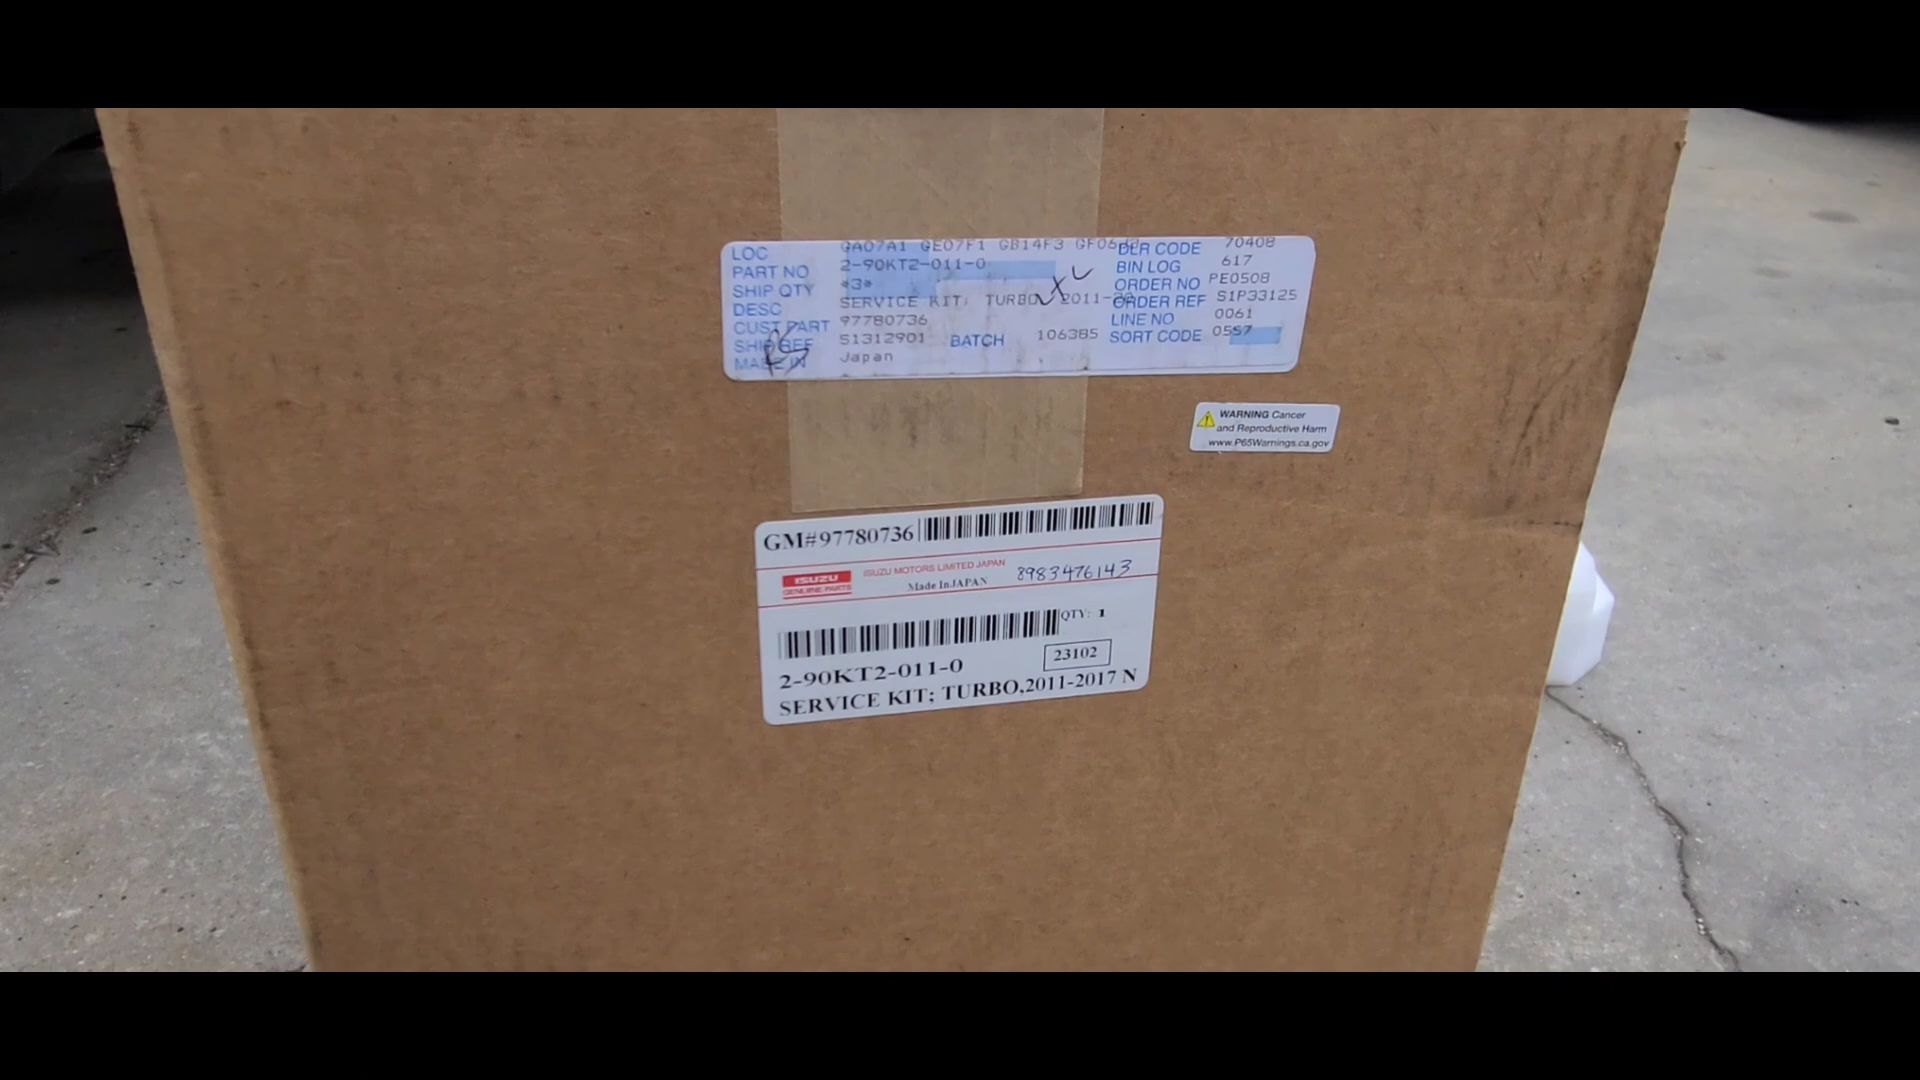 LOC GA07A1 GE07F1 GB14F3 DLR CODE 70408
PART NO 2-90KT2-011-0 BIN LOG 617
SHIP QTY *3* ORDER NO PE0508
DESC SERVICE KIT; TURBO, 2011- ORDER REF S1P33125
CUST PART 97780736 LINE NO 0061
SHIP REF S1312901 BATCH 106385 SORT CODE 0557
MADE IN Japan
WARNING Cancer
and Reproductive Harm
www.P65Warnings.ca.gov
GM#97780736
ISUZU
GENUINE PARTS
ISUZU MOTORS LIMITED JAPAN
Made InJAPAN
8983476143
QTY: 1
2-90KT2-011-0
23102
SERVICE KIT; TURBO,2011-2017 N